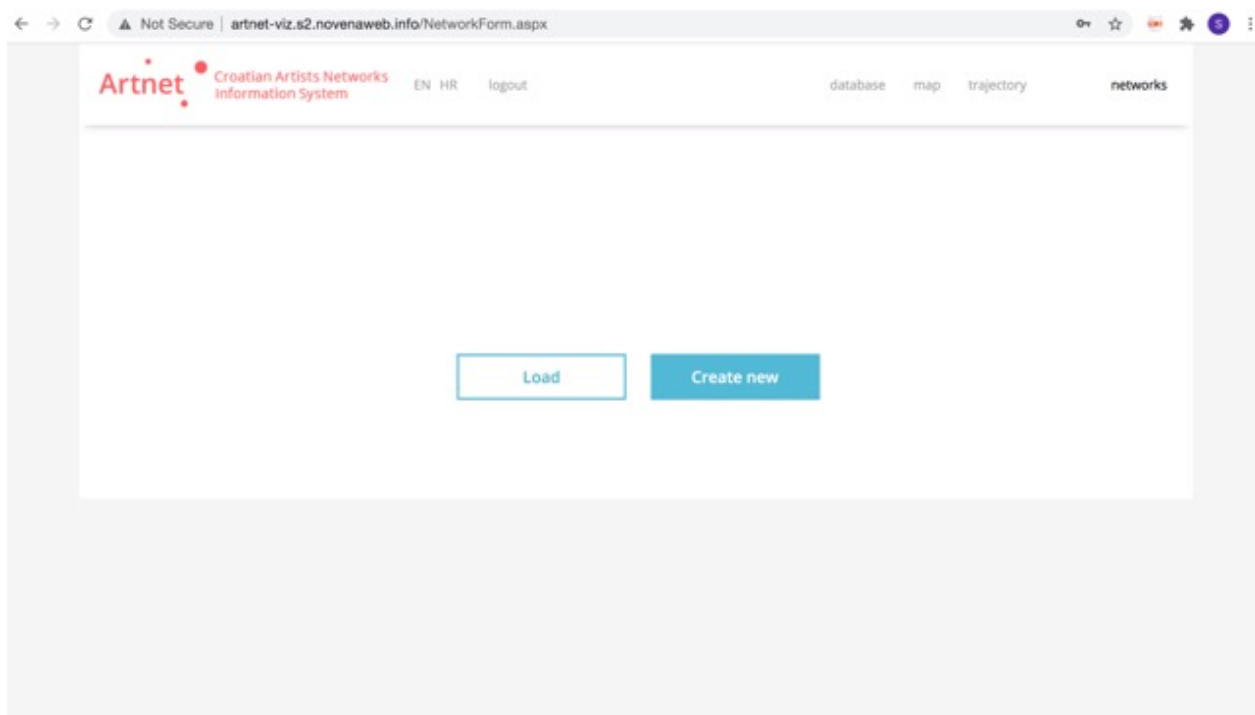 Not Secure | artnet-viz.s2.novenaweb.info/NetworkForm.aspx
S
Artnet
Croatian Artists Networks
Information System
EN HR logout database map trajectory networks
Load Create new